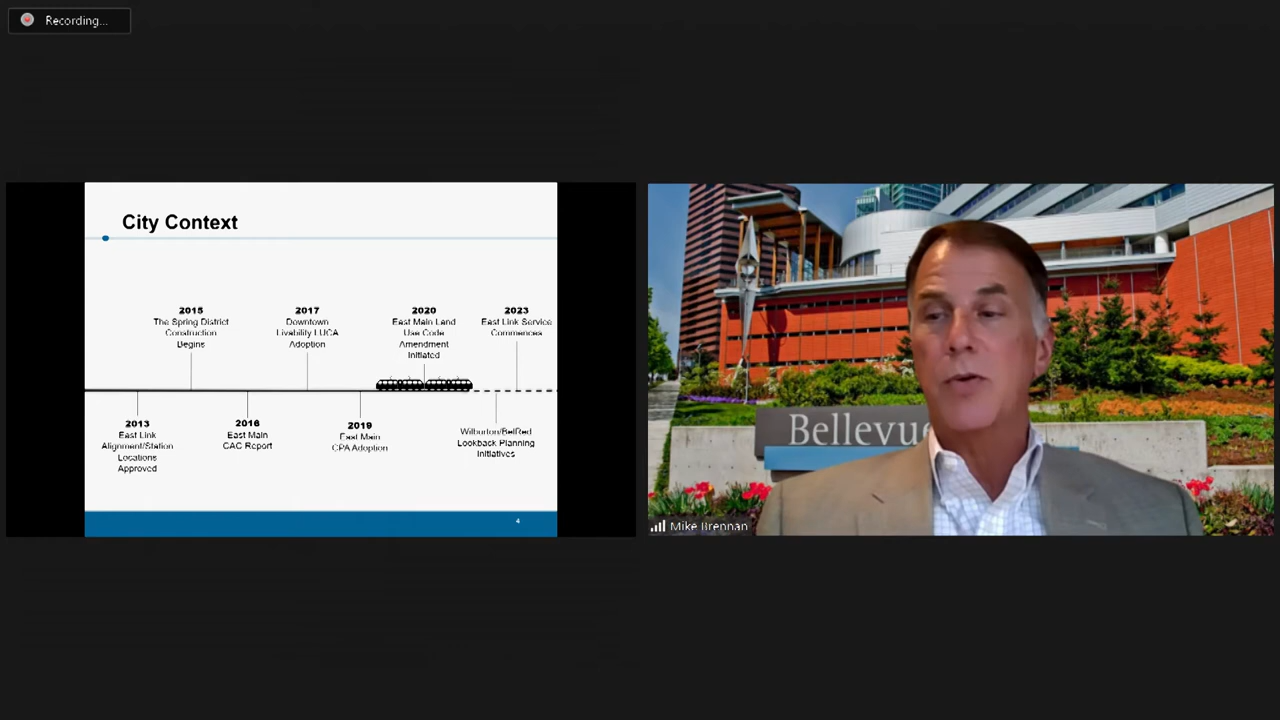 Recording...
City Context
2015
The Spring District
Construction
Begins
2017
Downtown
Livability LUCA
Adoption
2020
East Main Land
Use Code
Amendment
Initiated
2023
East Link Service
Commences
2013
East Link
Alignment/Station
Locations
Approved
2016
East Main
CAC Report
2019
East Main
CPA Adoption
Wilburton/BelRed
Lookback Planning
Initiatives
4
Bellevue
Mike Brennan